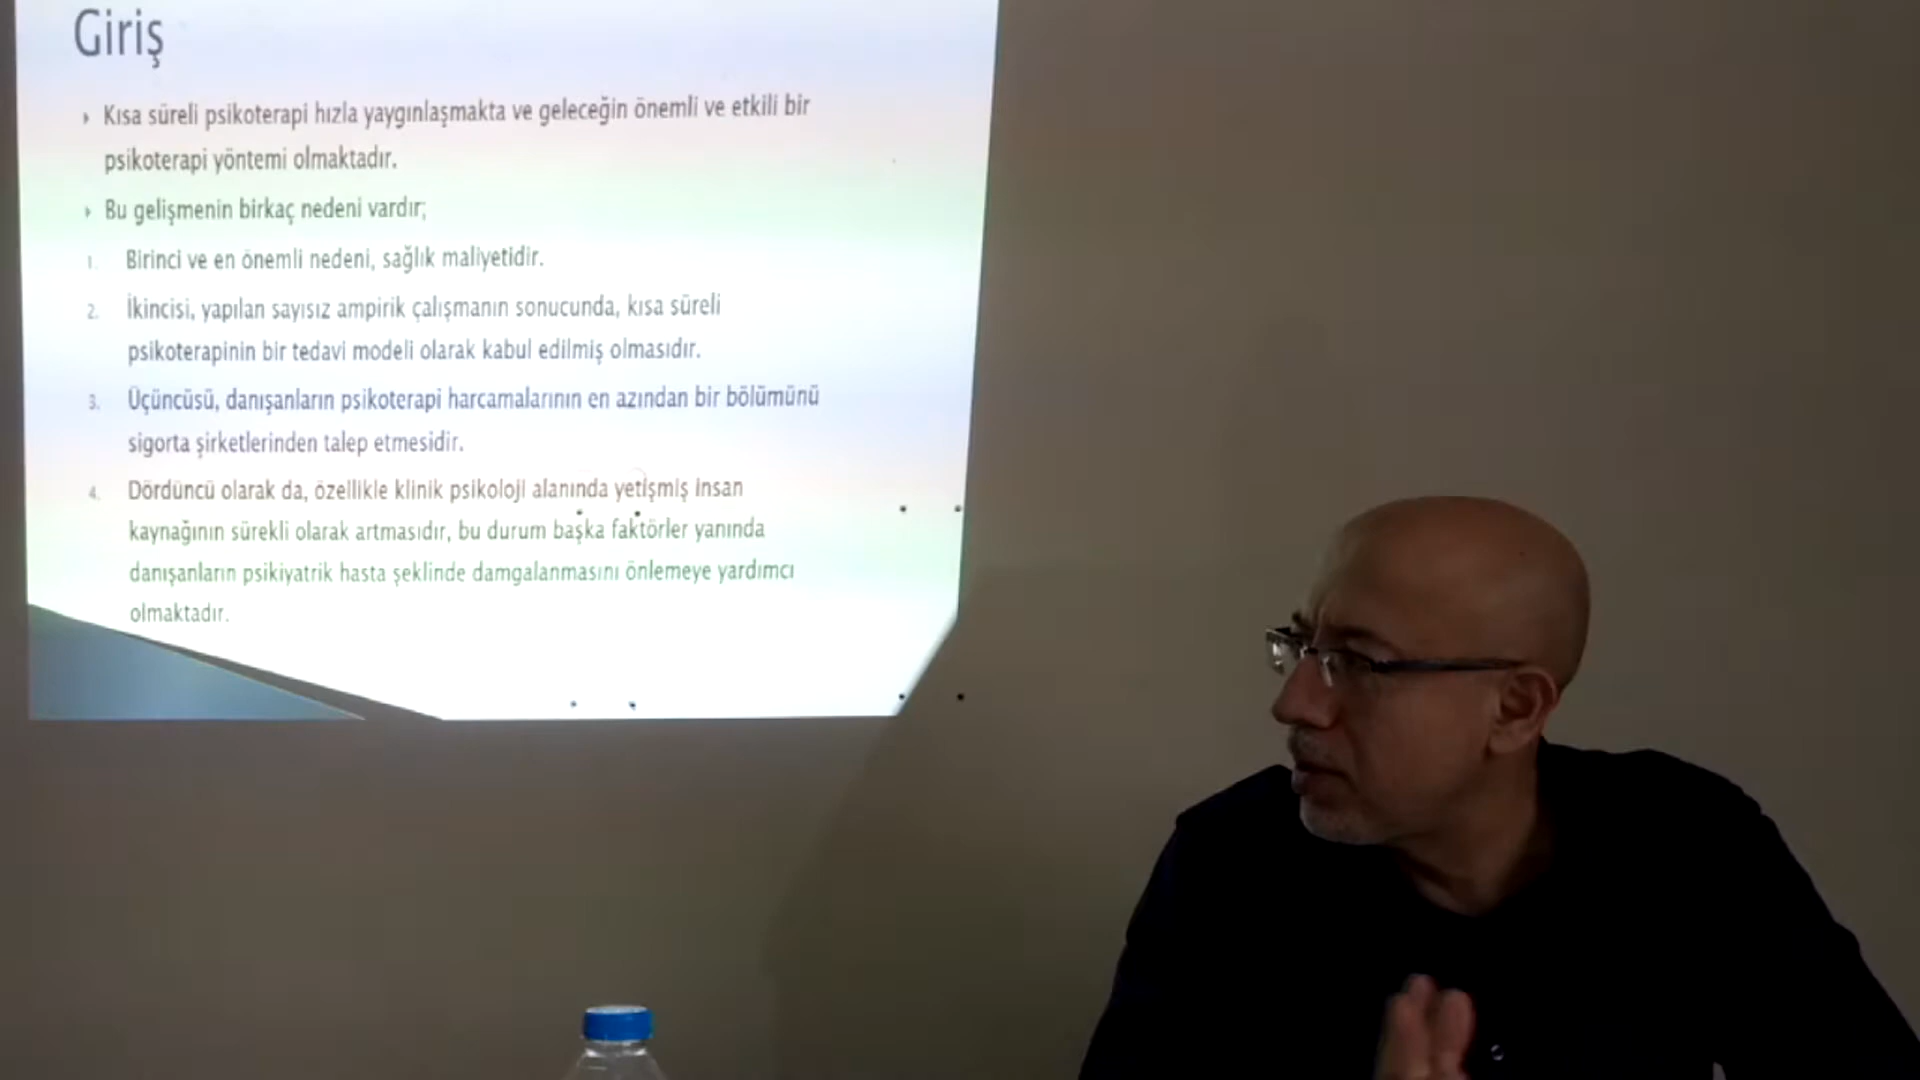 Giriş
Kısa süreli psikoterapi hızla yaygınlaşmakta ve geleceğin önemli ve etkili bir
psikoterapi yöntemi olmaktadır.
Bu gelişmenin birkaç nedeni vardır;
1. Birinci ve en önemli nedeni, sağlık maliyetidir.
2. İkincisi, yapılan sayısız ampirik çalışmanın sonucunda, kısa süreli
psikoterapinin bir tedavi modeli olarak kabul edilmiş olmasıdır.
3. Üçüncüsü, danışanların psikoterapi harcamalarının en azından bir bölümünü
sigorta şirketlerinden talep etmesidir.
4. Dördüncü olarak da, özellikle klinik psikoloji alanında yetişmiş insan
kaynağının sürekli olarak artmasıdır, bu durum başka faktörler yanında
danışanların psikiyatrik hasta şeklinde damgalanmasını önlemeye yardımcı
olmaktadır.